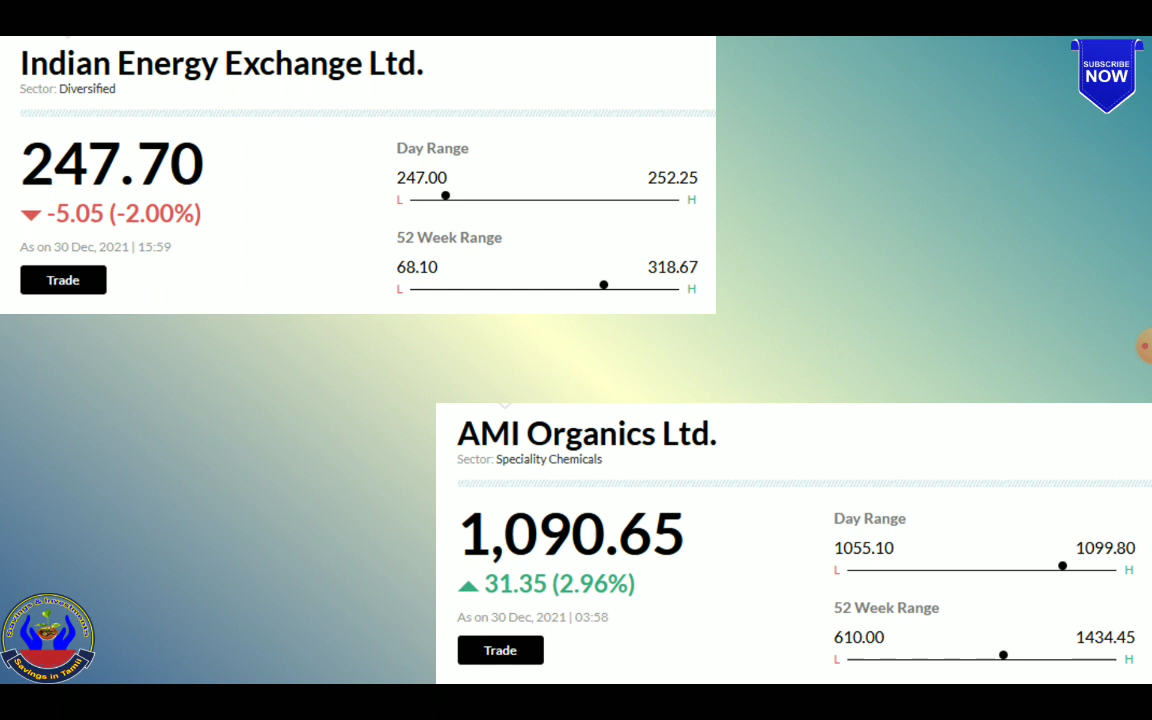 Indian Energy Exchange Ltd.
Sector: Diversified
247.70
-5.05 (-2.00%)
As on 30 Dec, 2021 | 15:59
Trade
Day Range
247.00 252.25
L H
52 Week Range
68.10 318.67
L H
SUBSCRIBE
NOW
AMI Organics Ltd.
Sector: Speciality Chemicals
1,090.65
31.35 (2.96%)
As on 30 Dec, 2021 | 03:58
Trade
Day Range
1055.10 1099.80
L H
52 Week Range
610.00 1434.45
L H
Savings & Investments
Savings in Tamil